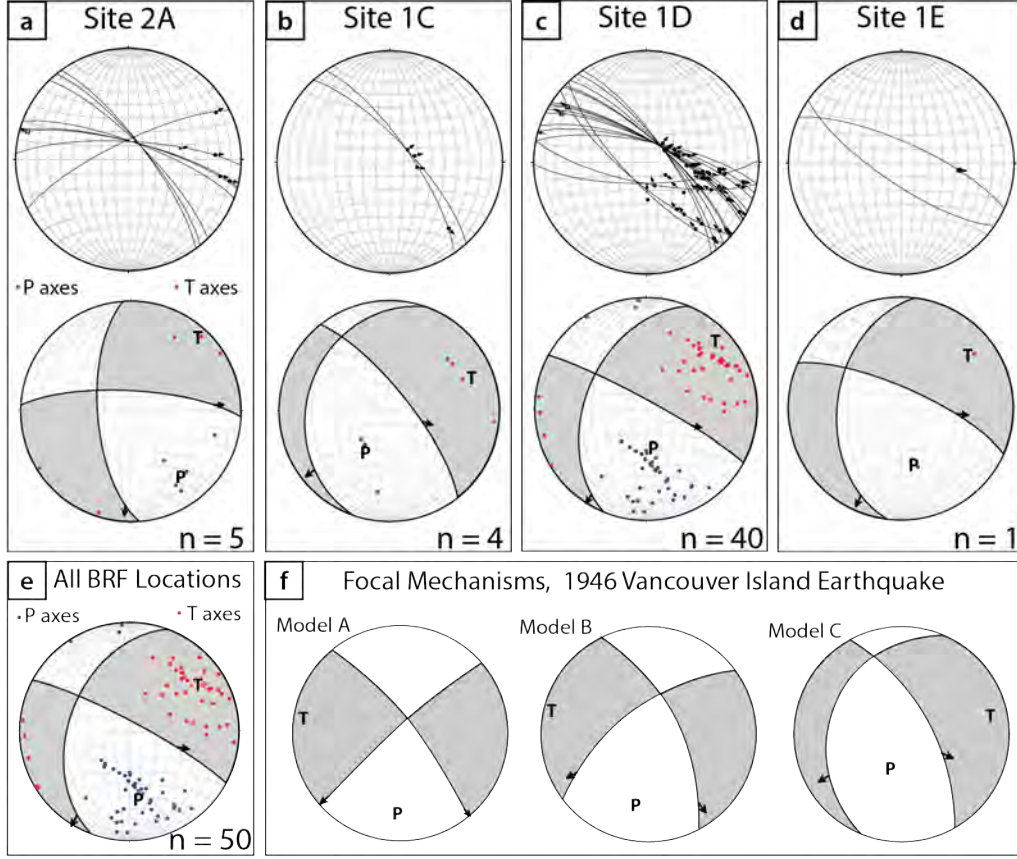 a Site 2A
b Site 1C
c Site 1D
d Site 1E
P axes T axes
T
P
n = 5
T
P
n = 4
T
P
n = 40
T
P
n = 1
e All BRF Locations
P axes T axes
T
P
n = 50
f Focal Mechanisms, 1946 Vancouver Island Earthquake
Model A
T
P
Model B
T
P
Model C
T
P